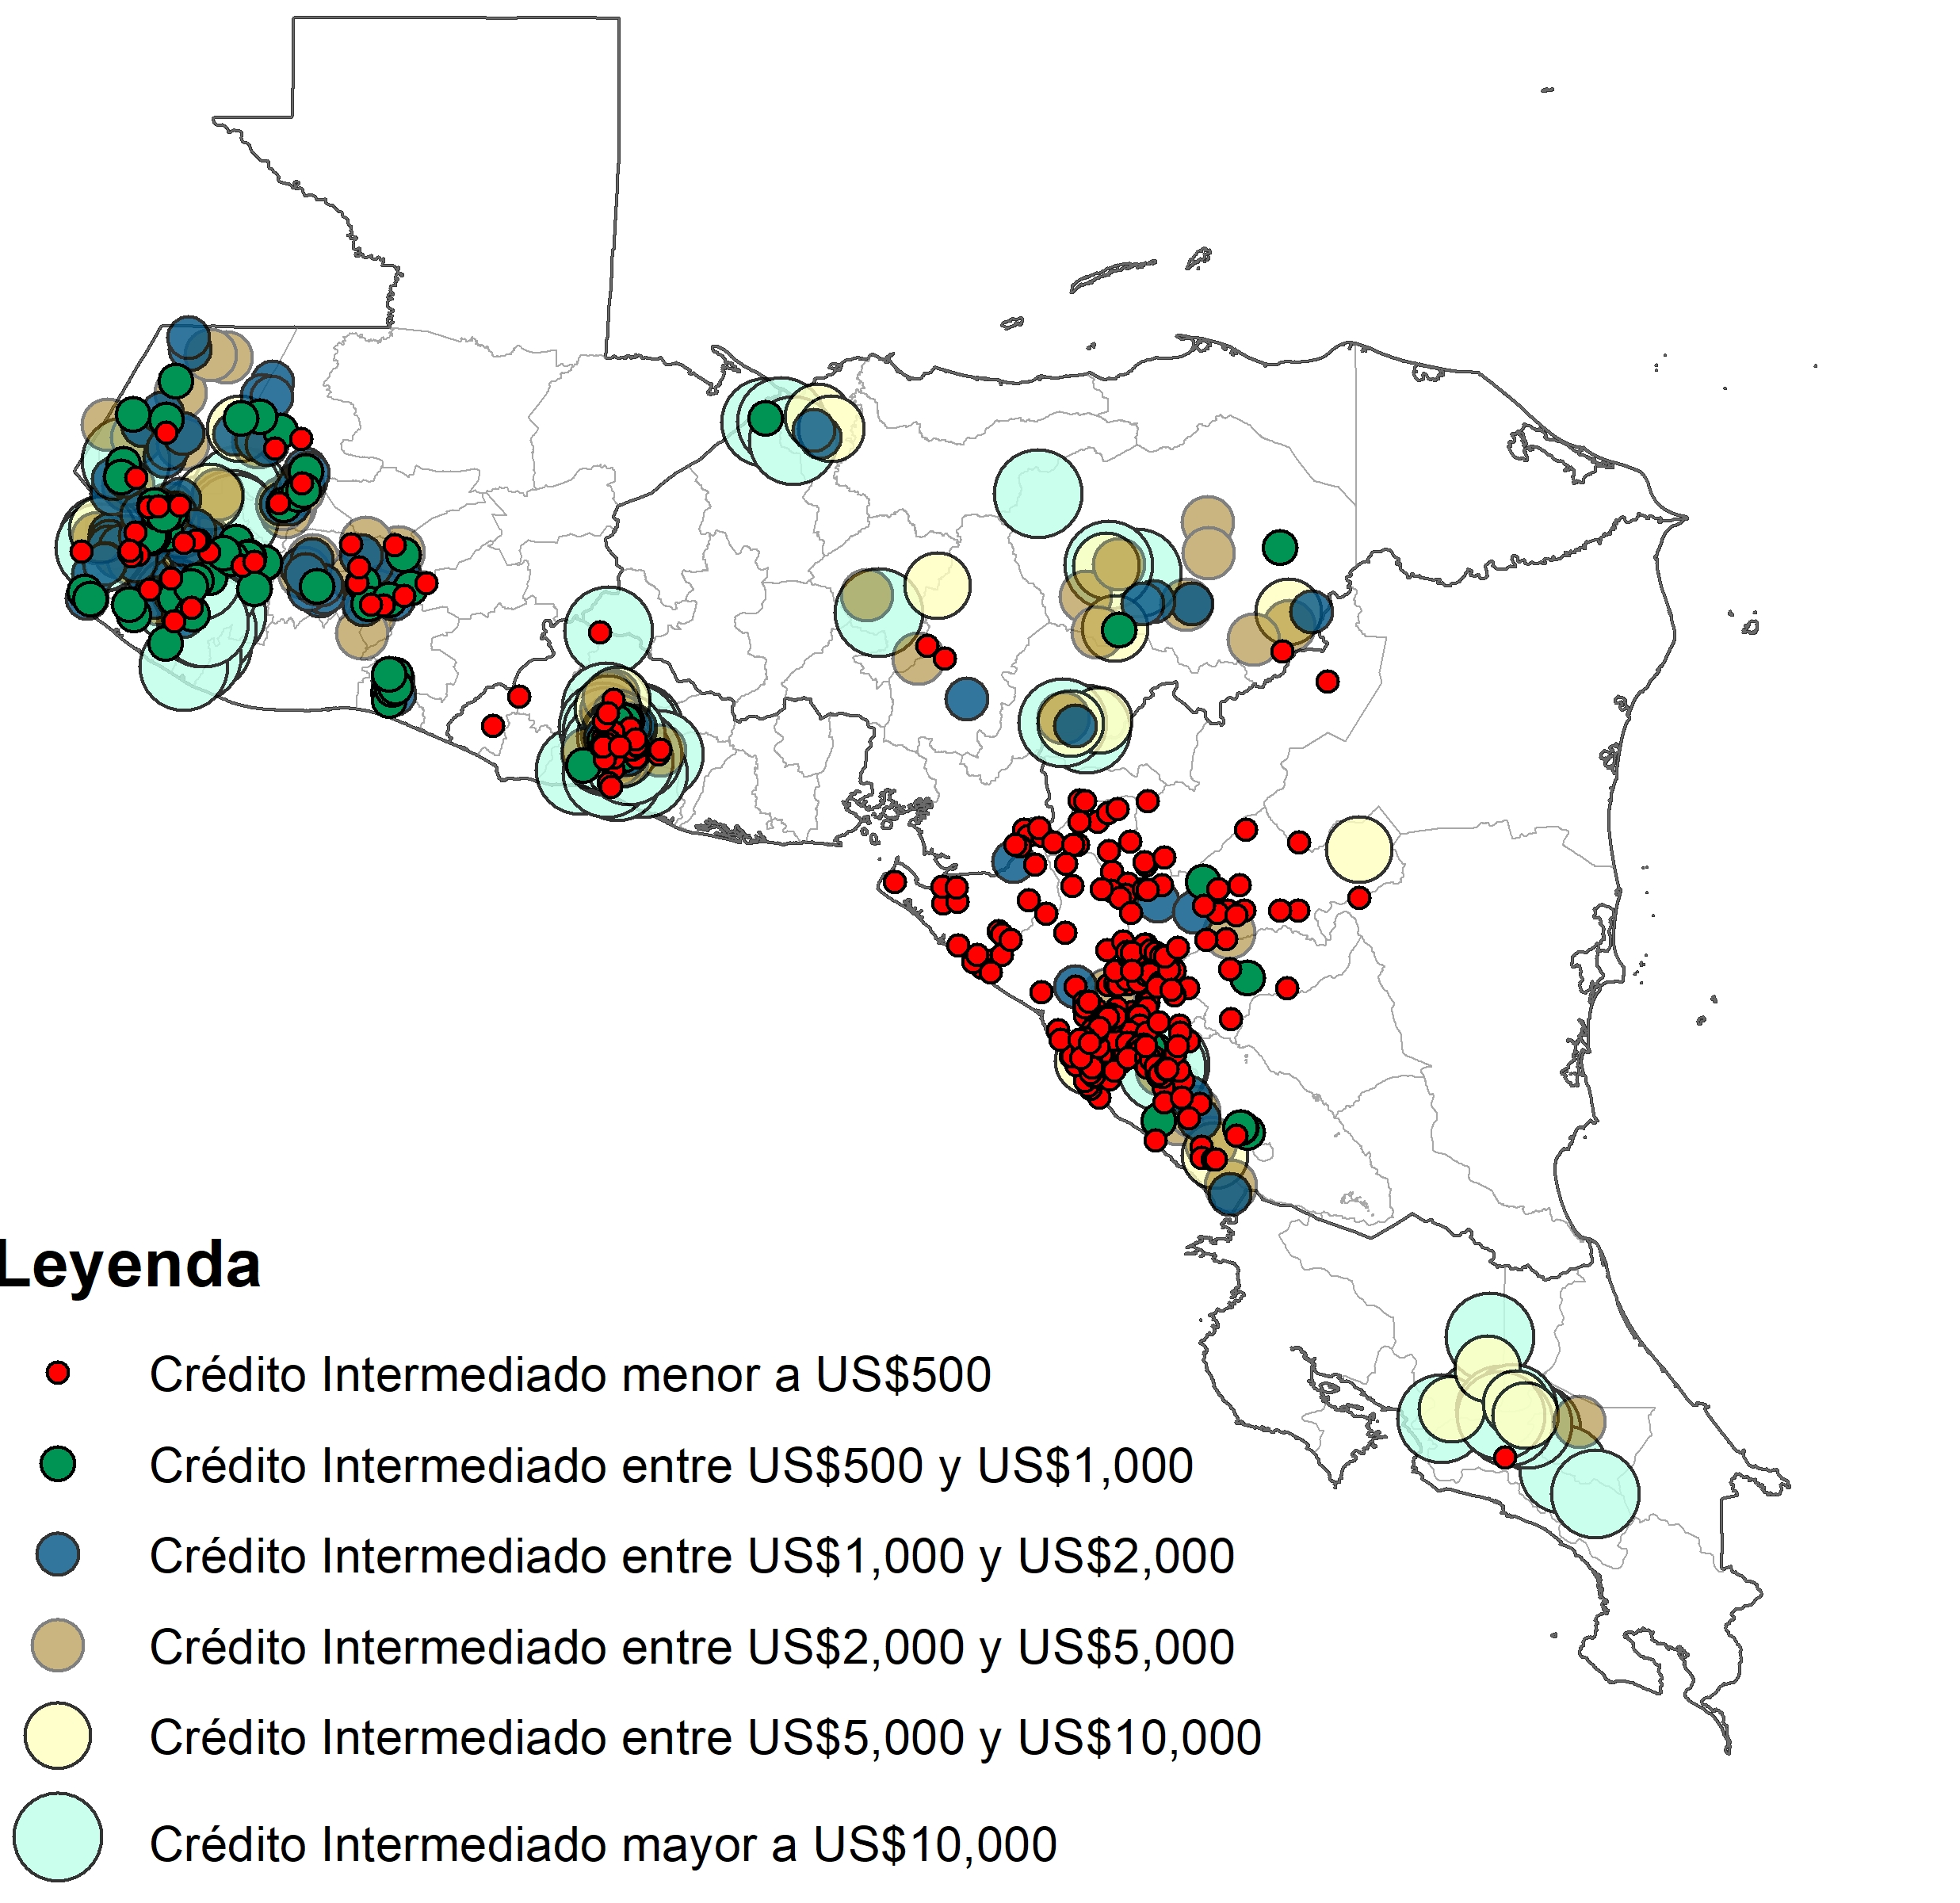 Leyenda
Crédito Intermediado menor a US$500
Crédito Intermediado entre US$500 y US$1,000
Crédito Intermediado entre US$1,000 y US$2,000
Crédito Intermediado entre US$2,000 y US$5,000
Crédito Intermediado entre US$5,000 y US$10,000
Crédito Intermediado mayor a US$10,000